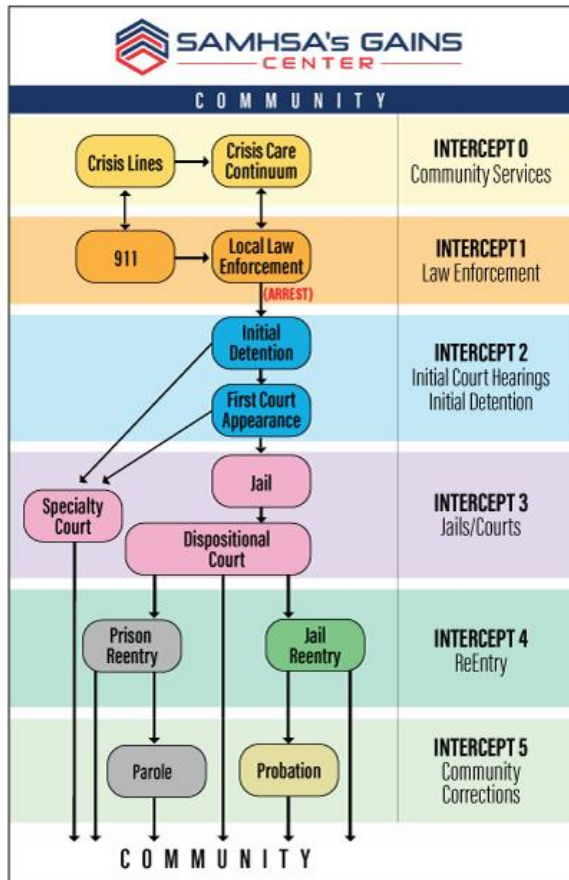 SAMHSA's GAINS
CENTER
COMMUNITY
Crisis Lines
Crisis Care
Continuum
INTERCEPT 0
Community Services
911
Local Law
Enforcement
INTERCEPT 1
Law Enforcement
(ARREST)
Initial
Detention
First Court
Appearance
INTERCEPT 2
Initial Court Hearings
Initial Detention
Jail
Specialty
Court
Dispositional
Court
INTERCEPT 3
Jails/Courts
Prison
Reentry
Jail
Reentry
INTERCEPT 4
ReEntry
Parole
Probation
INTERCEPT 5
Community
Corrections
COMMUNITY